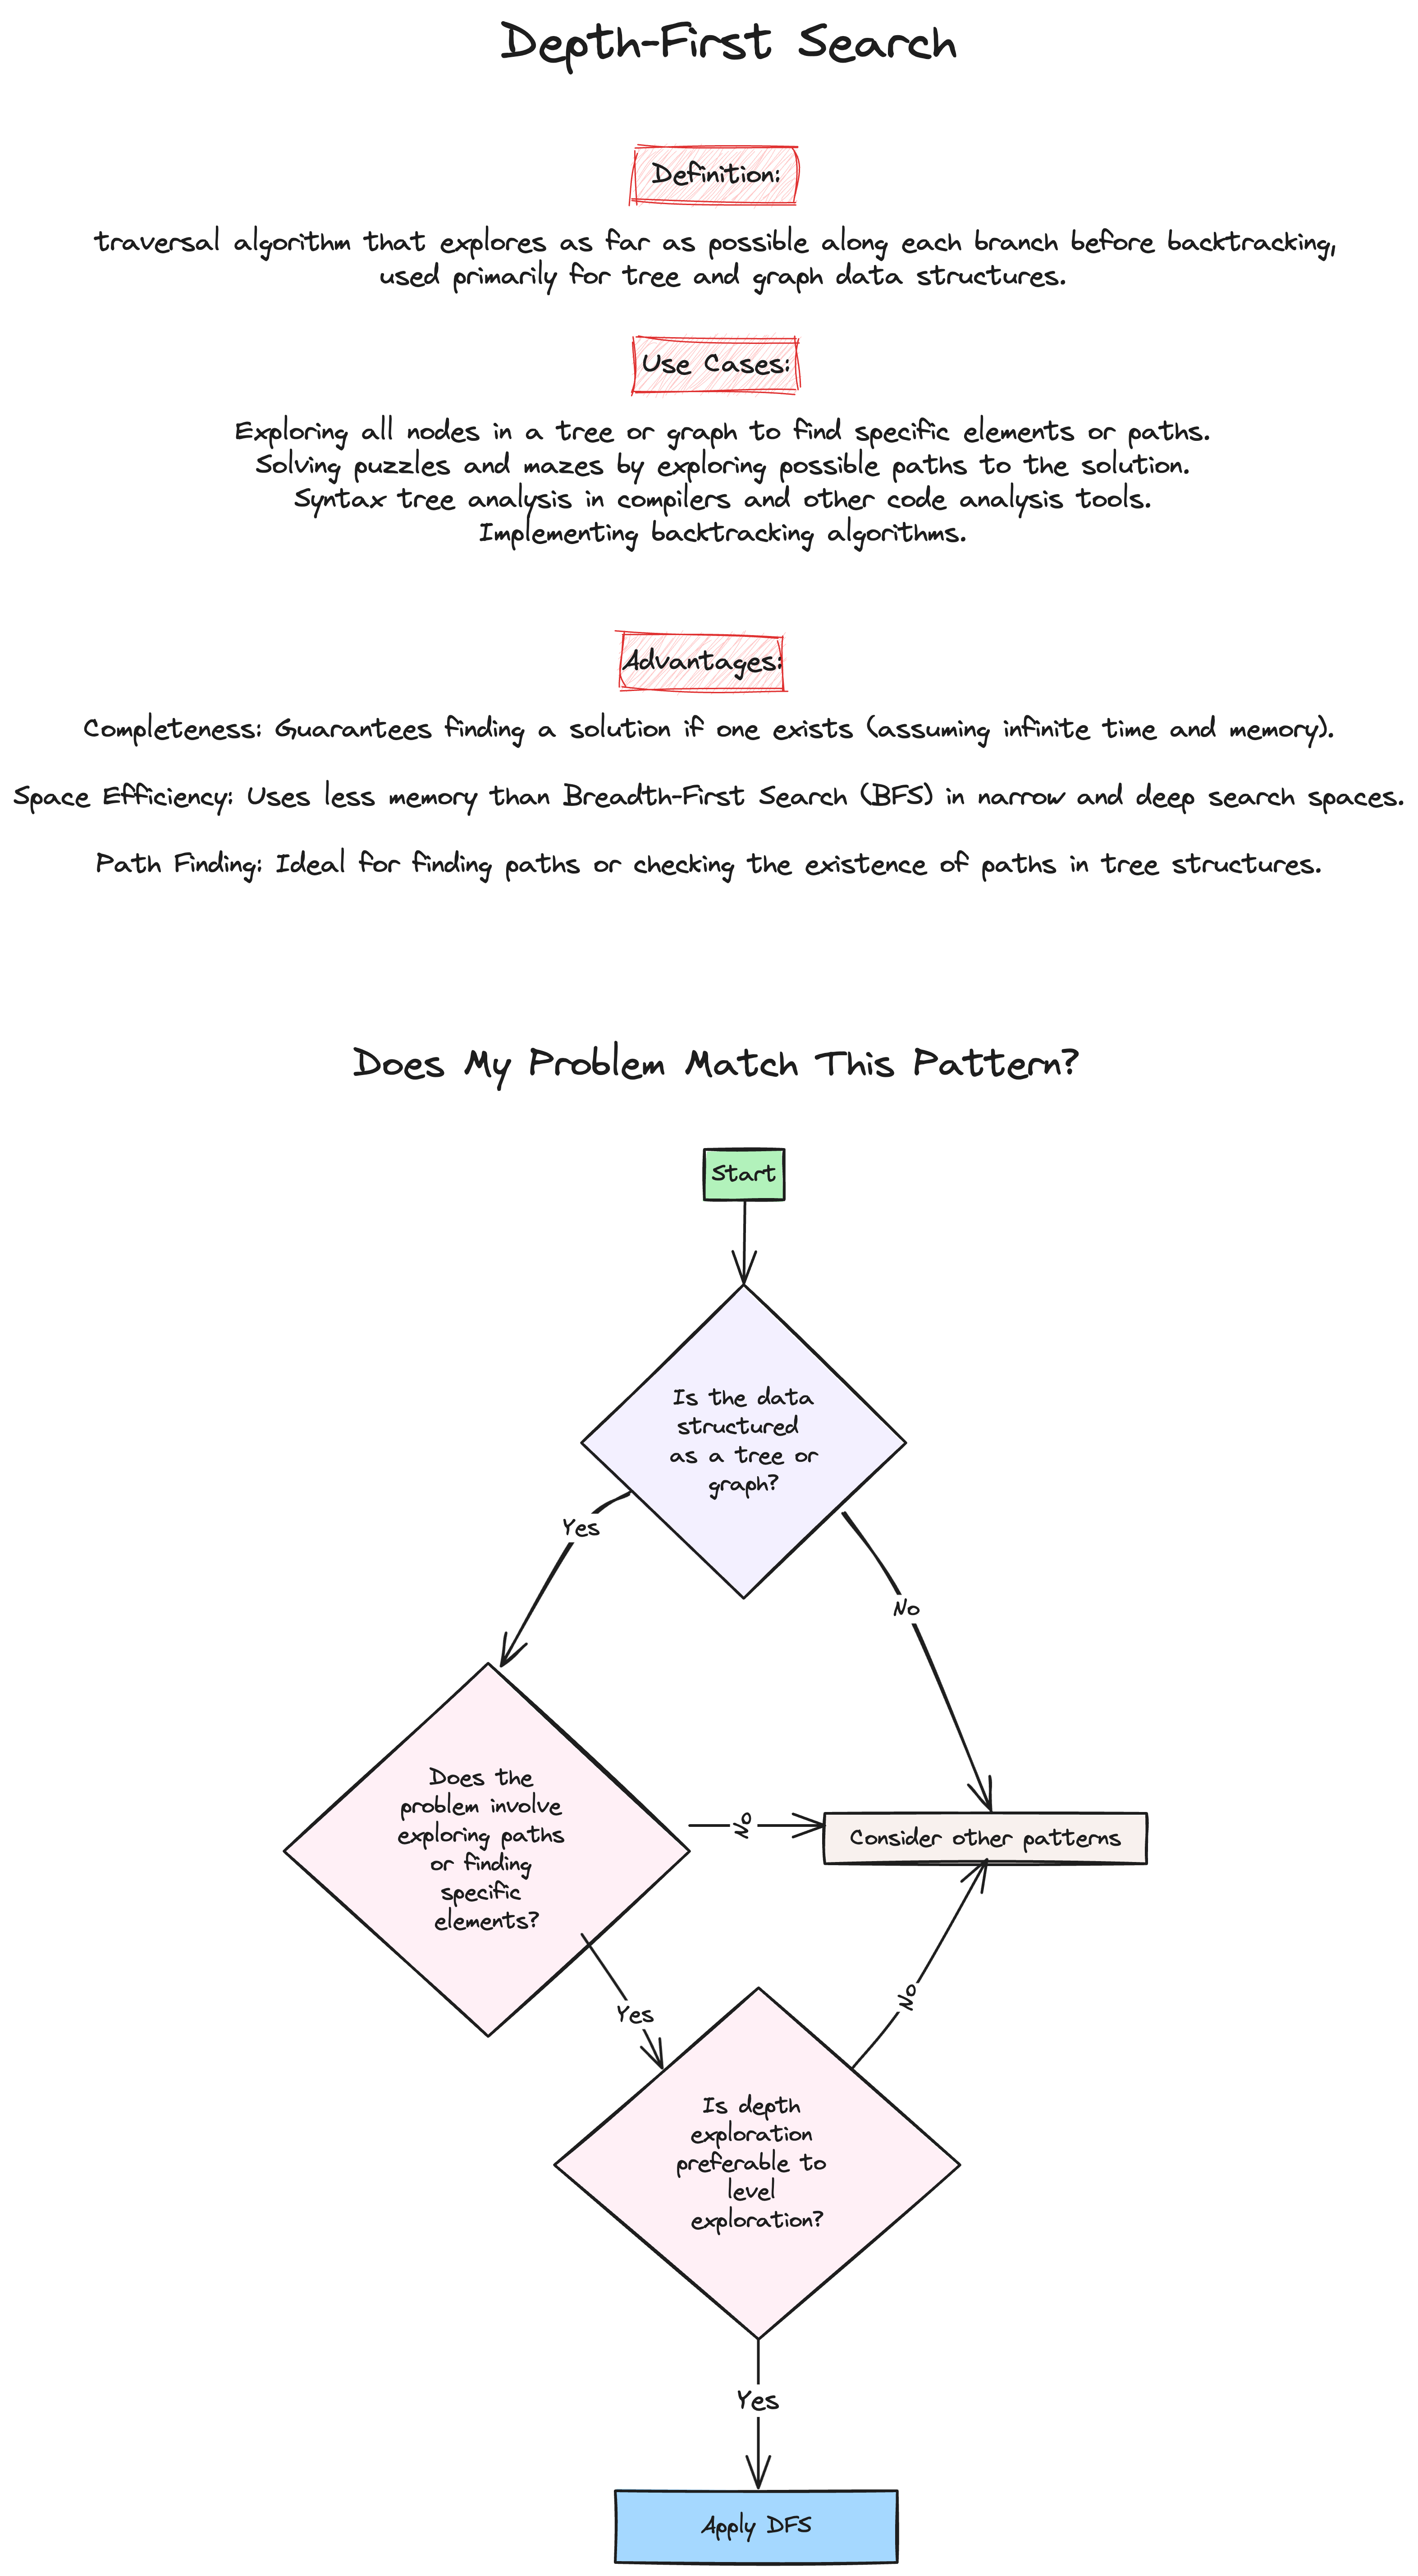 Depth-First Search
Definition:
traversal algorithm that explores as far as possible along each branch before backtracking,
used primarily for tree and graph data structures.
Use Cases:
Exploring all nodes in a tree or graph to find specific elements or paths.
Solving puzzles and mazes by exploring possible paths to the solution.
Syntax tree analysis in compilers and other code analysis tools.
Implementing backtracking algorithms.
Advantages:
Completeness: Guarantees finding a solution if one exists (assuming infinite time and memory).
Space Efficiency: Uses less memory than Breadth-First Search (BFS) in narrow and deep search spaces.
Path Finding: Ideal for finding paths or checking the existence of paths in tree structures.
Does My Problem Match This Pattern?
Start
Is the data
structured
as a tree or
graph?
Yes
No
Does the
problem involve
exploring paths
or finding
specific
elements?
No
Consider other patterns
Yes
No
Is depth
exploration
preferable to
level
exploration?
Yes
Apply DFS